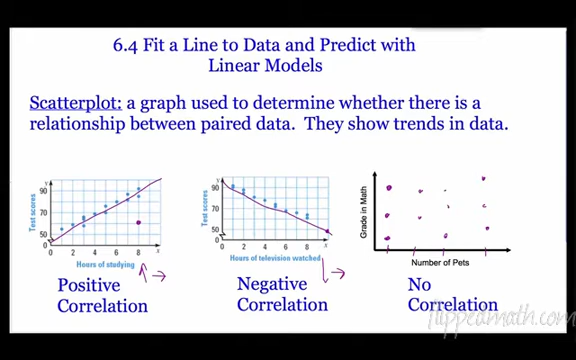 6.4 Fit a Line to Data and Predict with
Linear Models
Scatterplot: a graph used to determine whether there is a
relationship between paired data. They show trends in data.
y
90
70
50
0
0 2 4 6 8 x
Test scores
Hours of studying
y
90
70
50
0
0 2 4 6 8 x
Test scores
Hours of television watched
Grade in Math
Number of Pets
Positive
Correlation
Negative
Correlation
No
Correlation
flippedmath.com